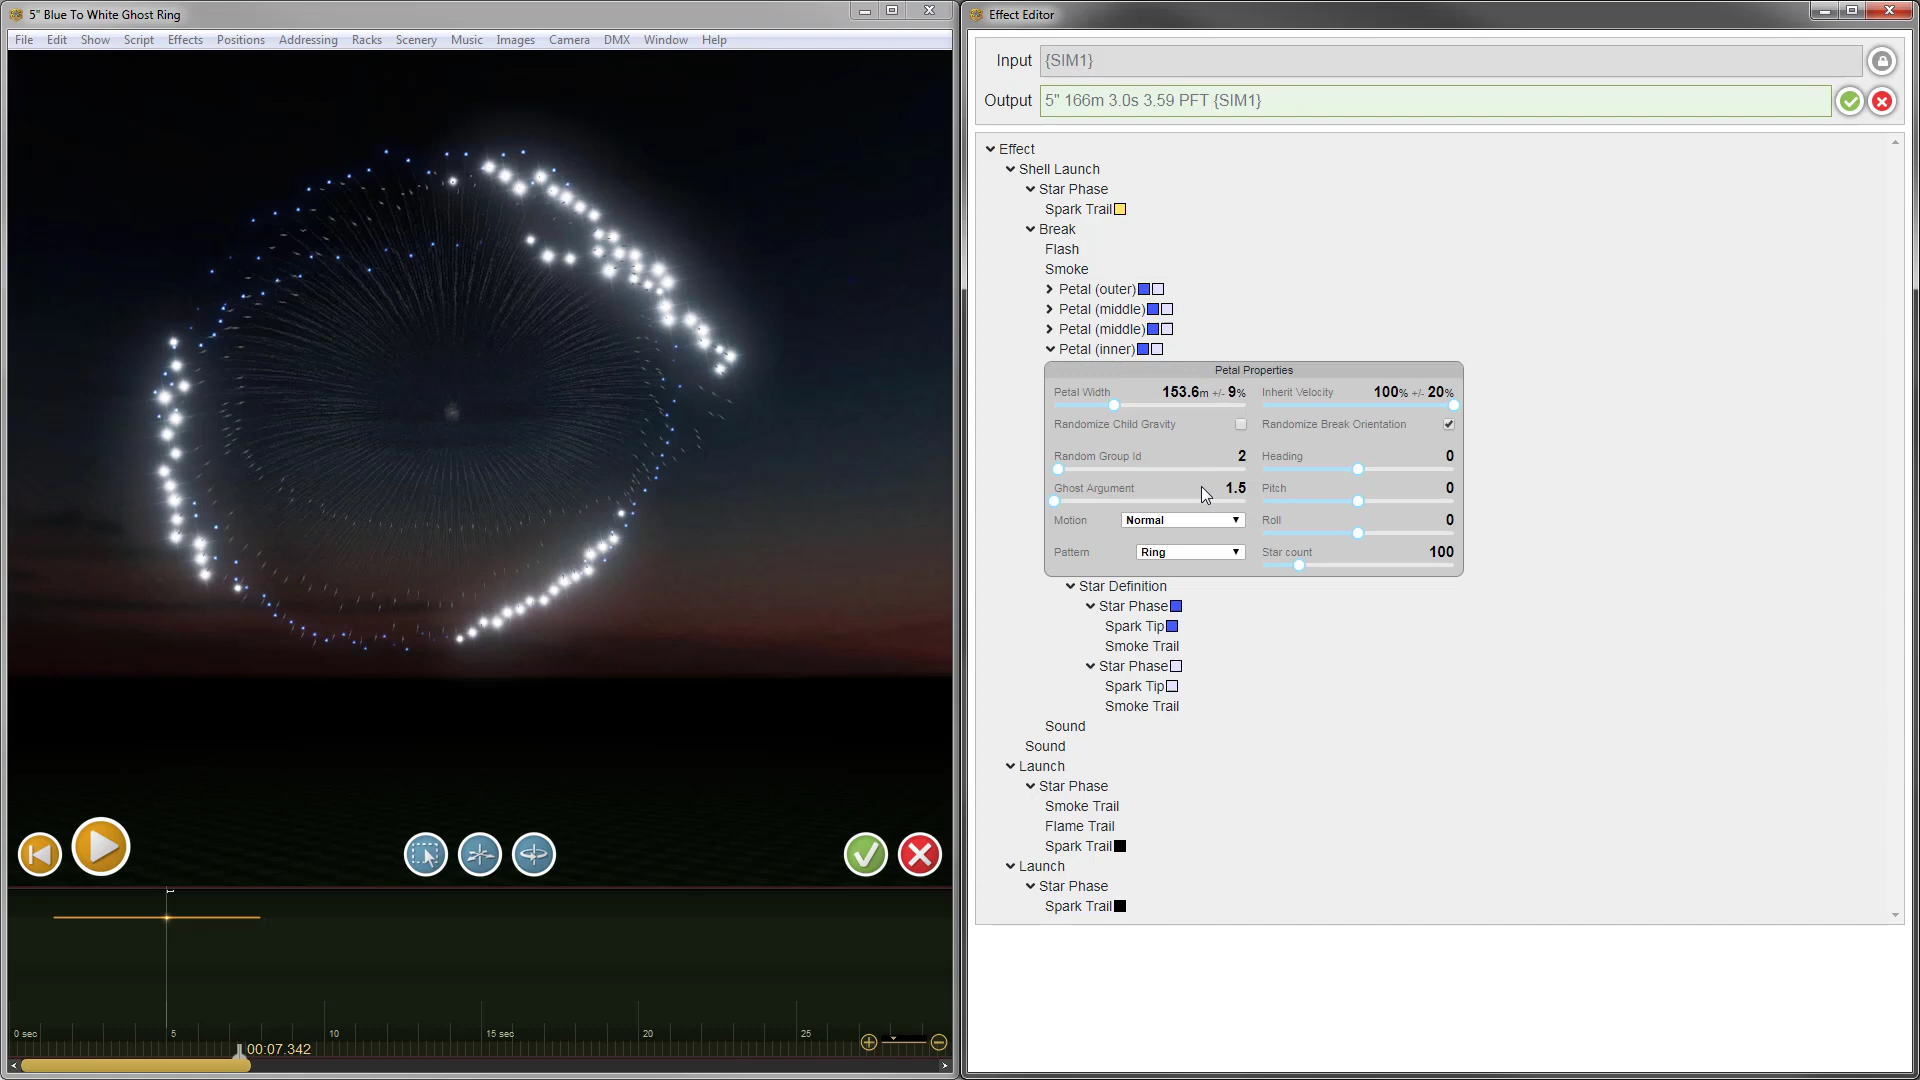 5" Blue To White Ghost Ring
File Edit Show Script Effects Positions Addressing Racks Scenery Music Images Camera DMX Window Help
0 sec 5 10 15 sec 20 25
00:07.342
Effect Editor
Input {SIM1}
Output 5" 166m 3.0s 3.59 PFT {SIM1}
Effect
Shell Launch
Star Phase
Spark Trail
Break
Flash
Smoke
Petal (outer)
Petal (middle)
Petal (middle)
Petal (inner)
Petal Properties
Petal Width 153.6m +/- 9% Inherit Velocity 100% +/- 20%
Randomize Child Gravity Randomize Break Orientation
Random Group Id 2 Heading 0
Ghost Argument 1.5 Pitch 0
Motion Normal Roll 0
Pattern Ring Star count 100
Star Definition
Star Phase
Spark Tip
Smoke Trail
Star Phase
Spark Tip
Smoke Trail
Sound
Sound
Launch
Star Phase
Smoke Trail
Flame Trail
Spark Trail
Launch
Star Phase
Spark Trail